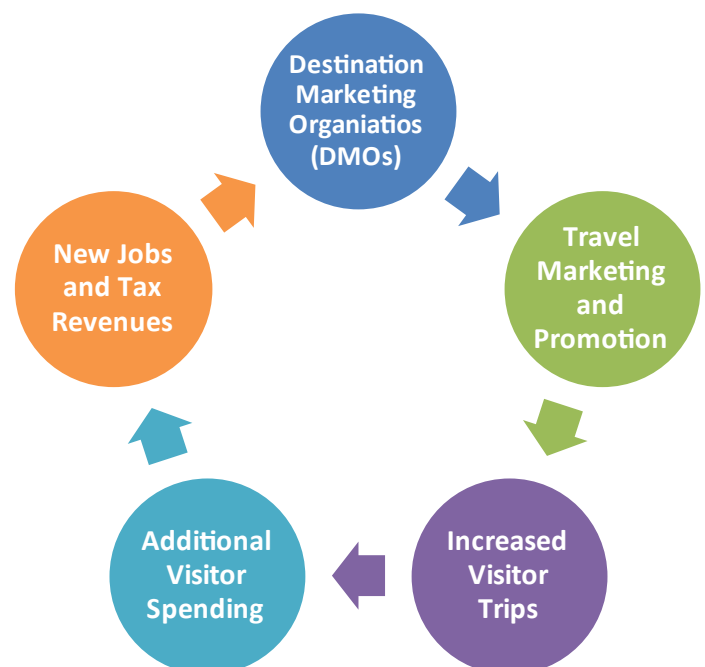 Destination
Marketing
Organiatios
(DMOs)
Travel
Marketing
and
Promotion
Increased
Visitor
Trips
Additional
Visitor
Spending
New Jobs
and Tax
Revenues